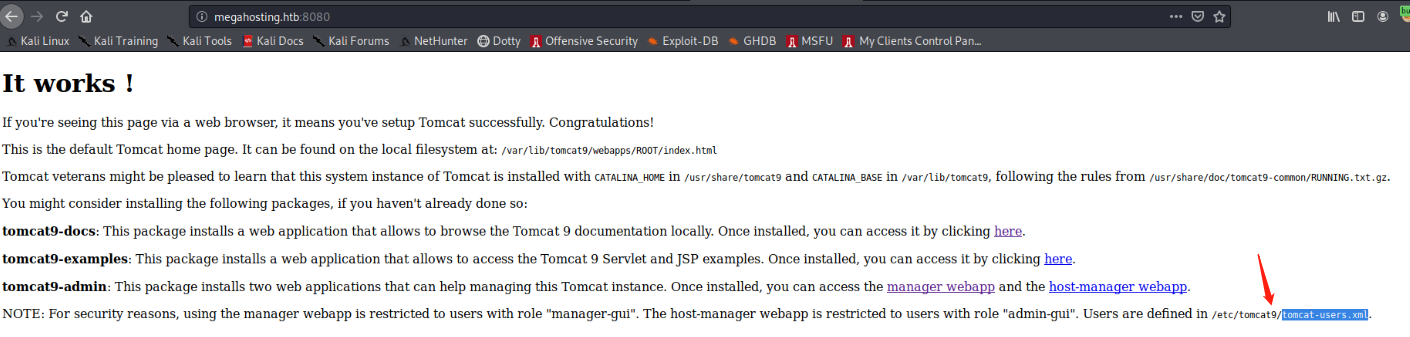 megahosting.htb:8080
Kali Linux Kali Training Kali Tools Kali Docs Kali Forums NetHunter Dotty Offensive Security Exploit-DB GHDB MSFU My Clients Control Pan…
It works !
If you're seeing this page via a web browser, it means you've setup Tomcat successfully. Congratulations!
This is the default Tomcat home page. It can be found on the local filesystem at: /var/lib/tomcat9/webapps/ROOT/index.html
Tomcat veterans might be pleased to learn that this system instance of Tomcat is installed with CATALINA_HOME in /usr/share/tomcat9 and CATALINA_BASE in /var/lib/tomcat9, following the rules from /usr/share/doc/tomcat9-common/RUNNING.txt.gz.
You might consider installing the following packages, if you haven't already done so:
tomcat9-docs: This package installs a web application that allows to browse the Tomcat 9 documentation locally. Once installed, you can access it by clicking here.
tomcat9-examples: This package installs a web application that allows to access the Tomcat 9 Servlet and JSP examples. Once installed, you can access it by clicking here.
tomcat9-admin: This package installs two web applications that can help managing this Tomcat instance. Once installed, you can access the manager webapp and the host-manager webapp.
NOTE: For security reasons, using the manager webapp is restricted to users with role "manager-gui". The host-manager webapp is restricted to users with role "admin-gui". Users are defined in /etc/tomcat9/tomcat-users.xml.